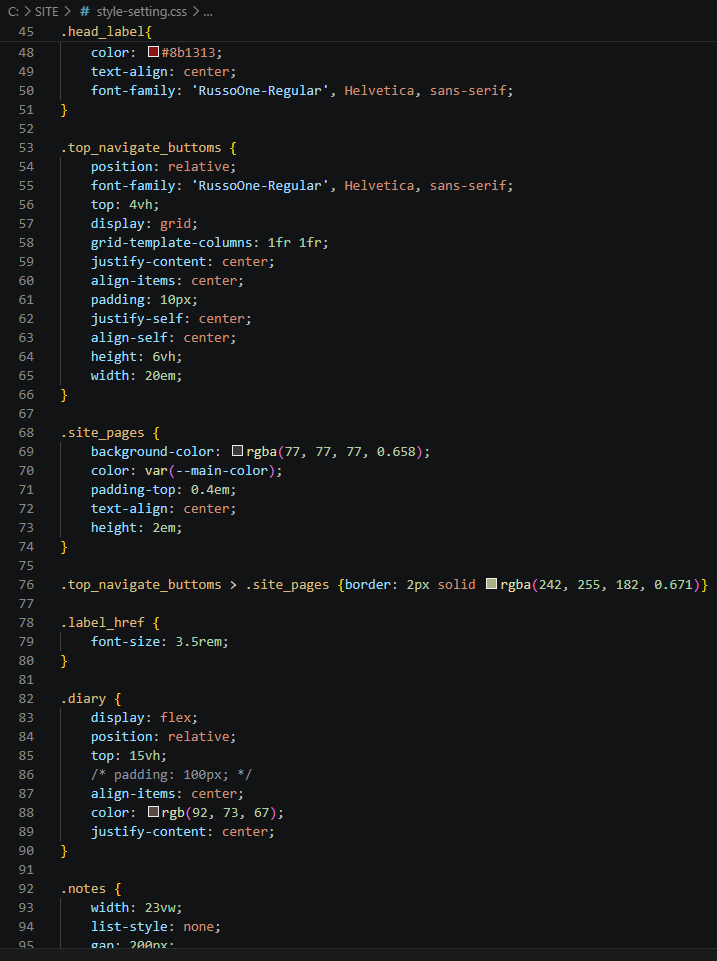 C: > SITE > # style-setting.css > ...
45 .head_label{
48     color: #8b1313;
49     text-align: center;
50     font-family: 'RussoOne-Regular', Helvetica, sans-serif;
51 }
52
53 .top_navigate_buttoms {
54     position: relative;
55     font-family: 'RussoOne-Regular', Helvetica, sans-serif;
56     top: 4vh;
57     display: grid;
58     grid-template-columns: 1fr 1fr;
59     justify-content: center;
60     align-items: center;
61     padding: 10px;
62     justify-self: center;
63     align-self: center;
64     height: 6vh;
65     width: 20em;
66 }
67
68 .site_pages {
69     background-color: rgba(77, 77, 77, 0.658);
70     color: var(--main-color);
71     padding-top: 0.4em;
72     text-align: center;
73     height: 2em;
74 }
75
76 .top_navigate_buttoms > .site_pages {border: 2px solid rgba(242, 255, 182, 0.671)}
77
78 .label_href {
79     font-size: 3.5rem;
80 }
81
82 .diary {
83     display: flex;
84     position: relative;
85     top: 15vh;
86     /* padding: 100px; */
87     align-items: center;
88     color: rgb(92, 73, 67);
89     justify-content: center;
90 }
91
92 .notes {
93     width: 23vw;
94     list-style: none;
95     gap: 200px;